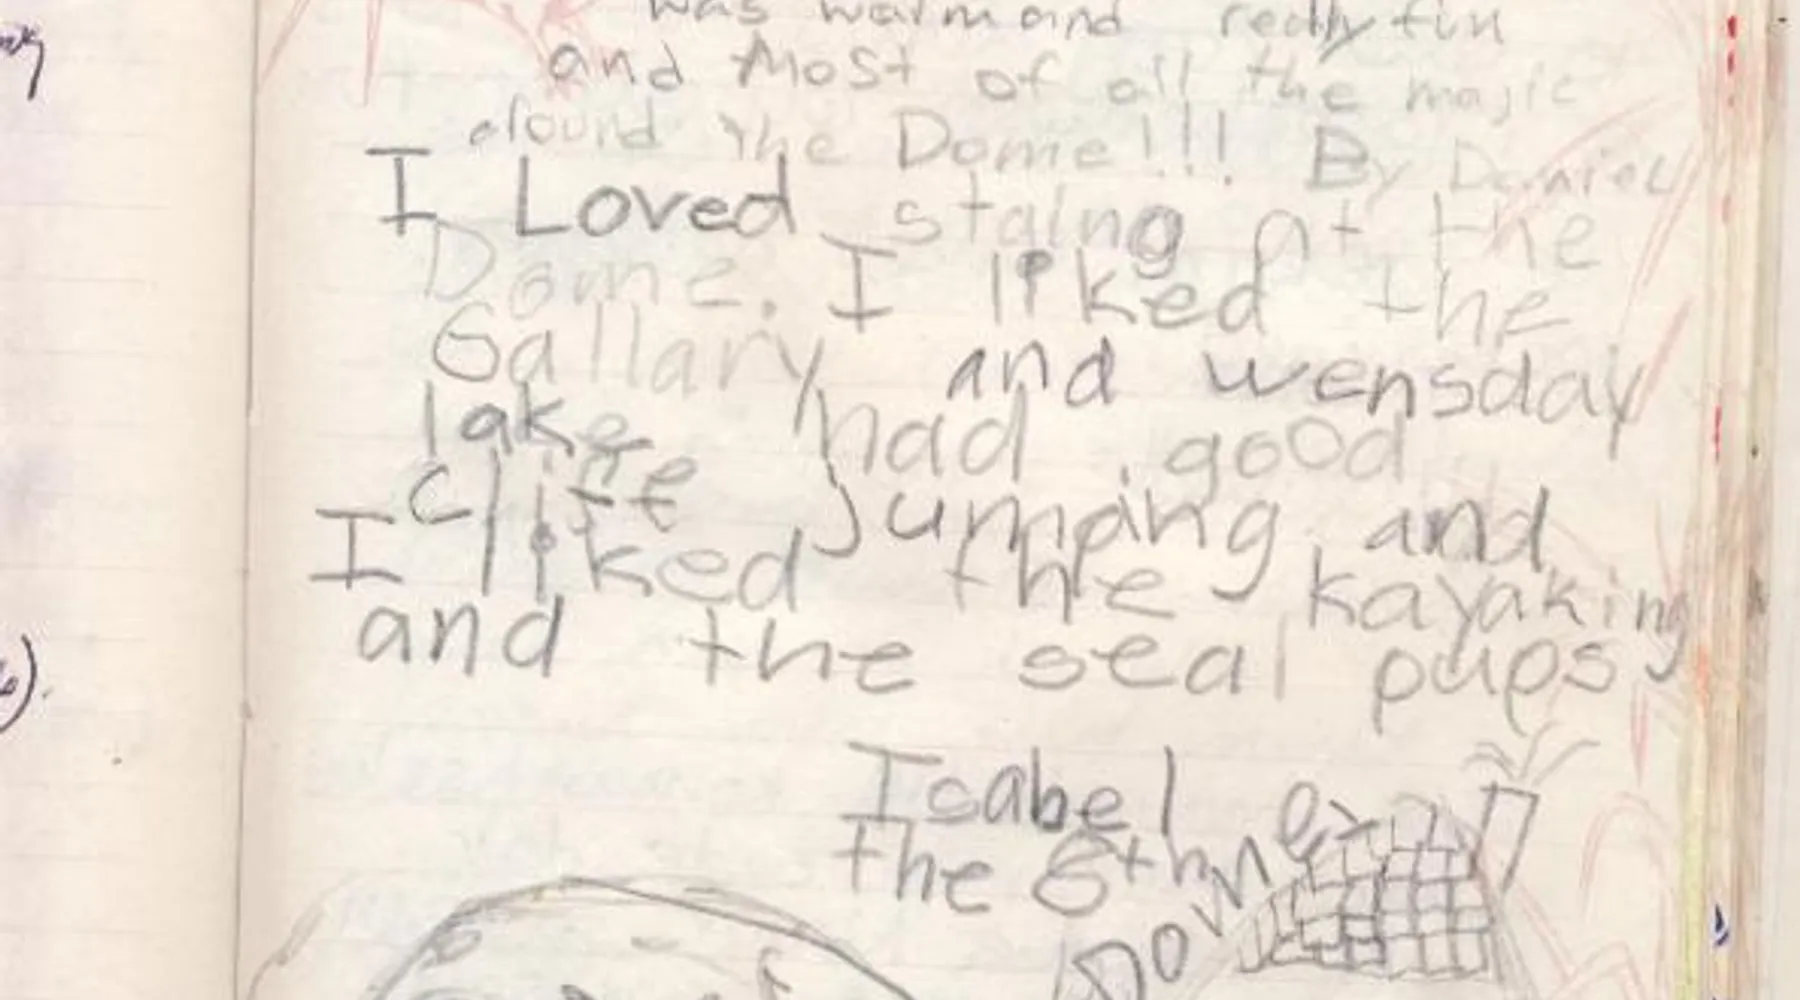 was warm and really fun
and Most of all the majic
around the Dome!!! By Daniel
I Loved staing at the
Dome. I liked the
Gallary and wensday
lake had good
cliffe Jumping and
I liked the kayaking
and the seal pups
Isabel
the 6th
Dome